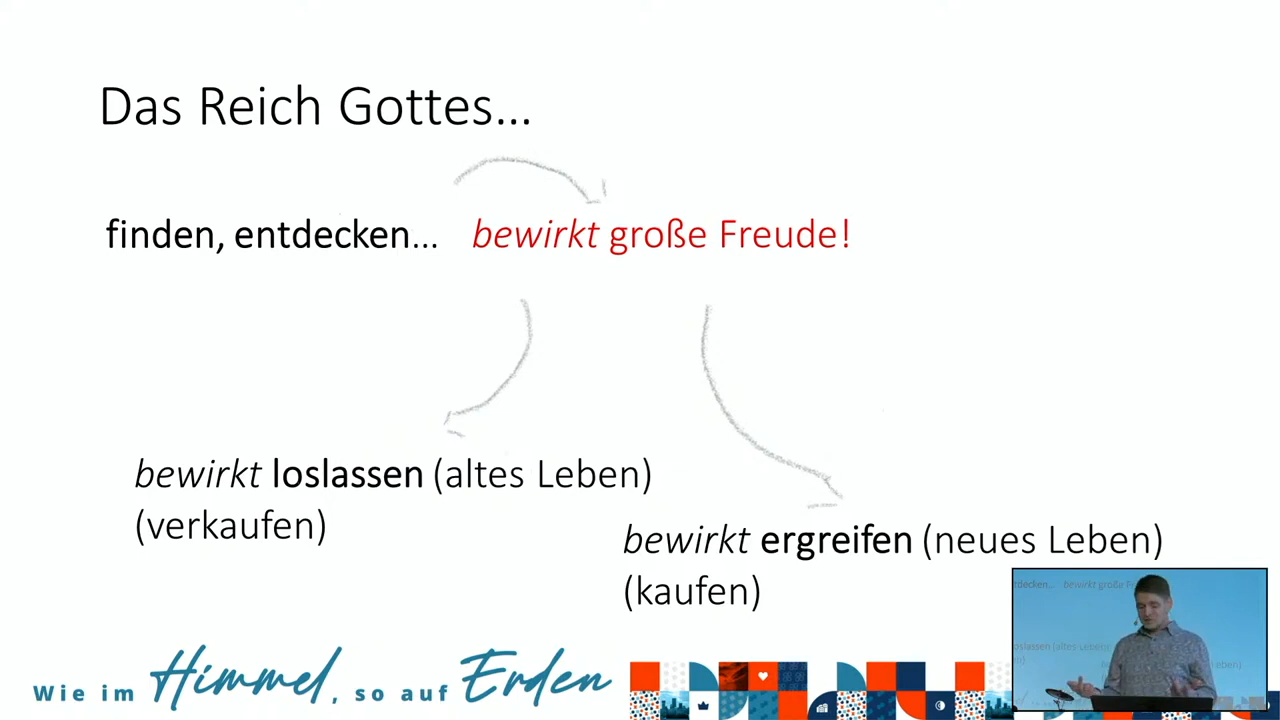 Das Reich Gottes...
finden, entdecken... bewirkt große Freude!
bewirkt loslassen (altes Leben)
(verkaufen)
bewirkt ergreifen (neues Leben)
(kaufen)
Wie im Himmel, so auf Erden